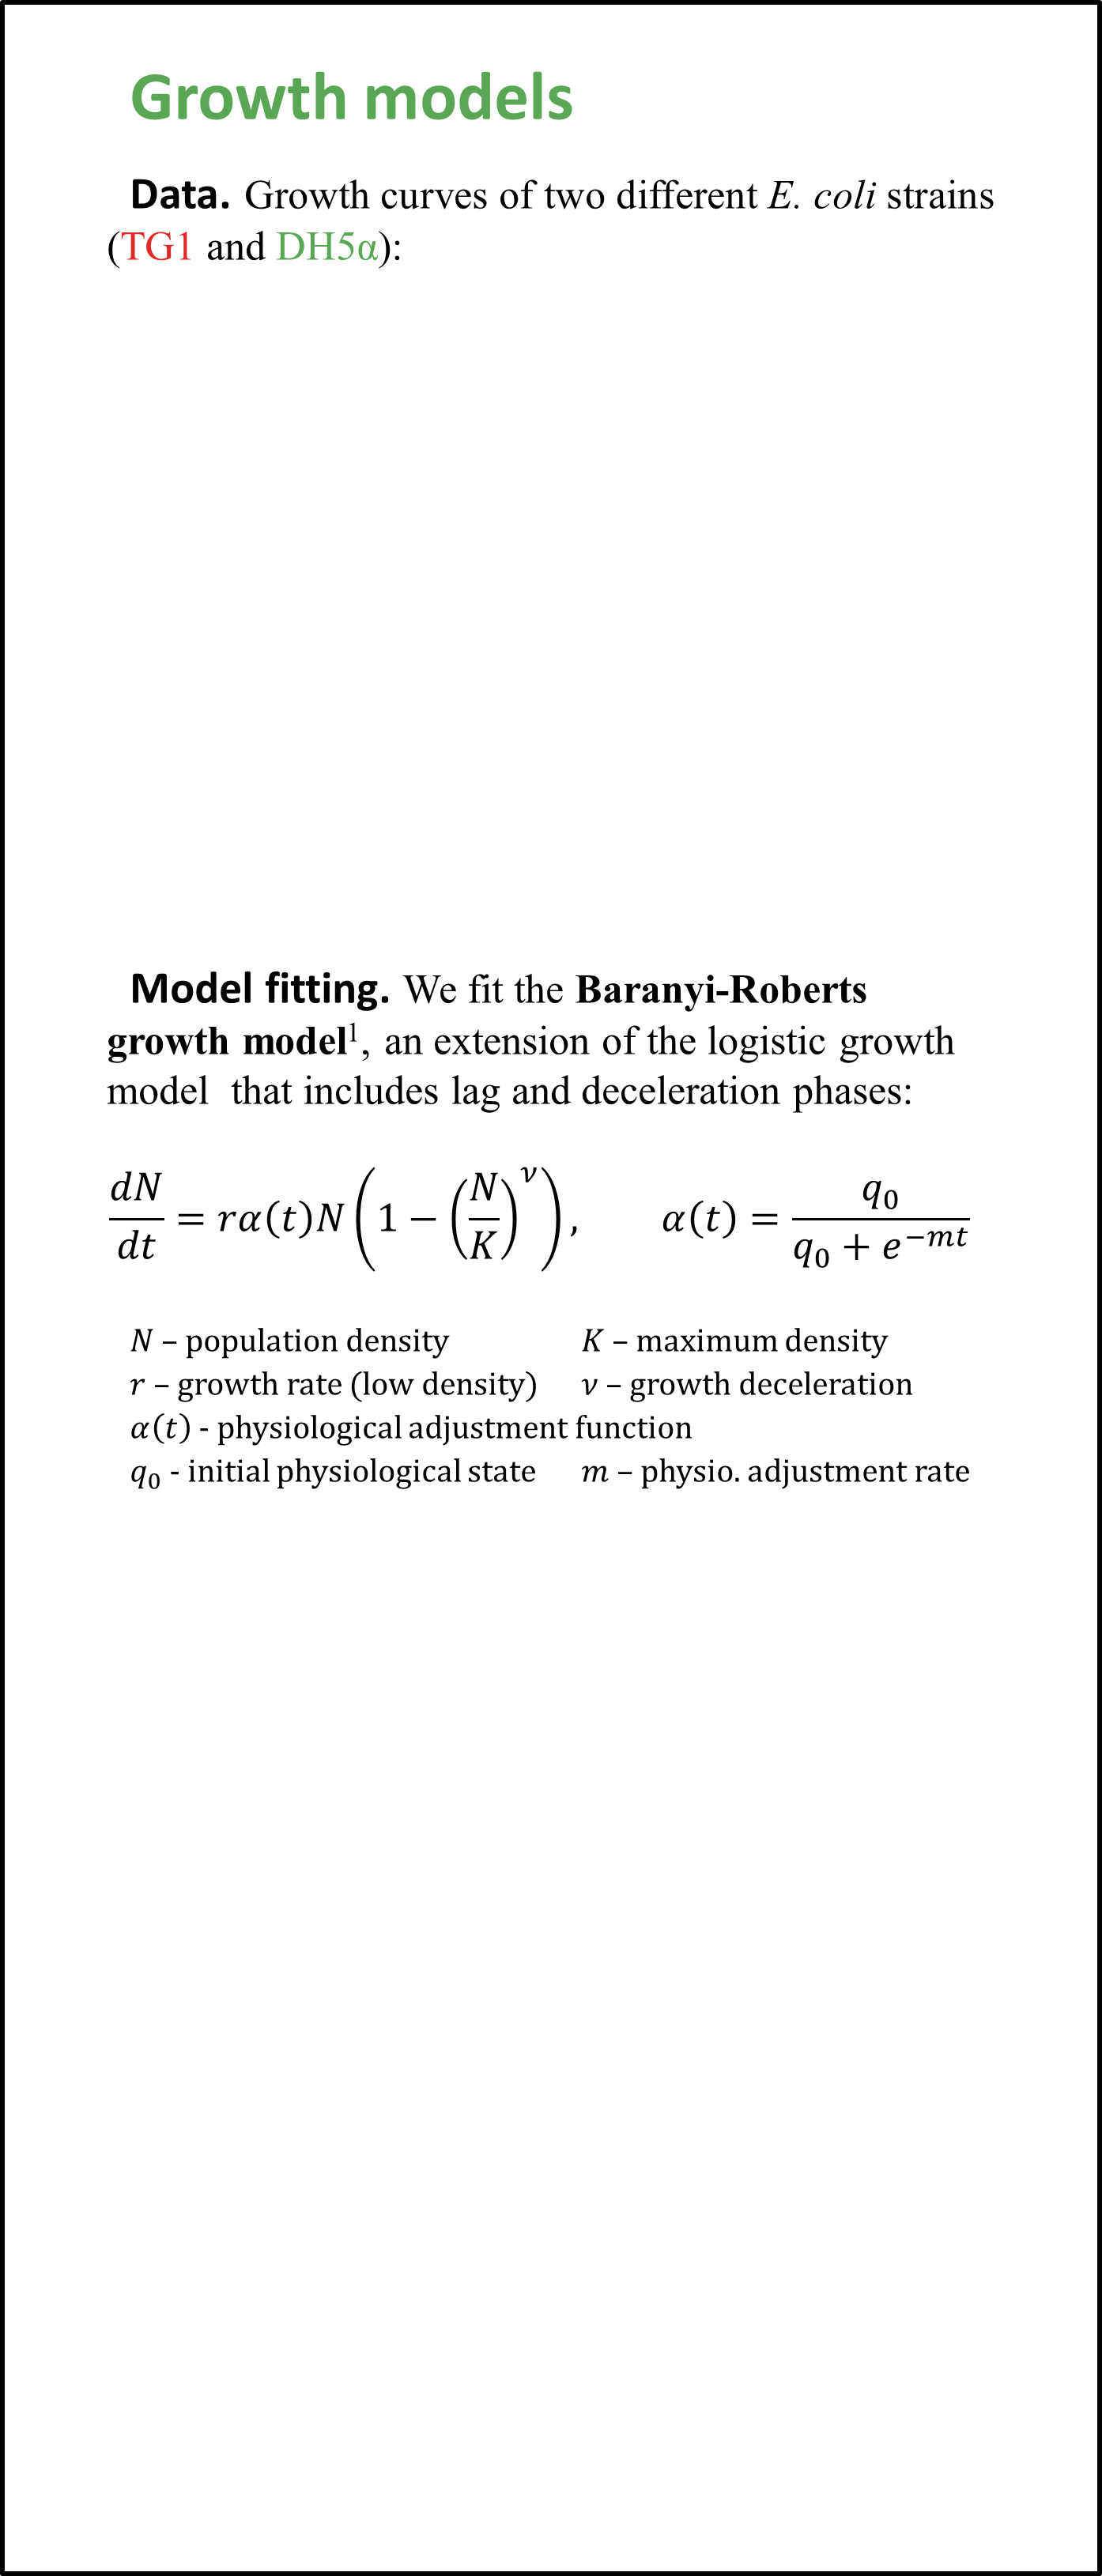 Growth models
Data. Growth curves of two different E. coli strains
(TG1 and DH5α):
Model fitting. We fit the Baranyi-Roberts
growth model¹, an extension of the logistic growth
model  that includes lag and deceleration phases:
dN/dt = rα(t)N(1 − (N/K)^ν),  α(t) = q₀/(q₀ + e^(−mt))
N – population density  K – maximum density
r – growth rate (low density)  ν – growth deceleration
α(t) - physiological adjustment function
q₀ - initial physiological state  m – physio. adjustment rate